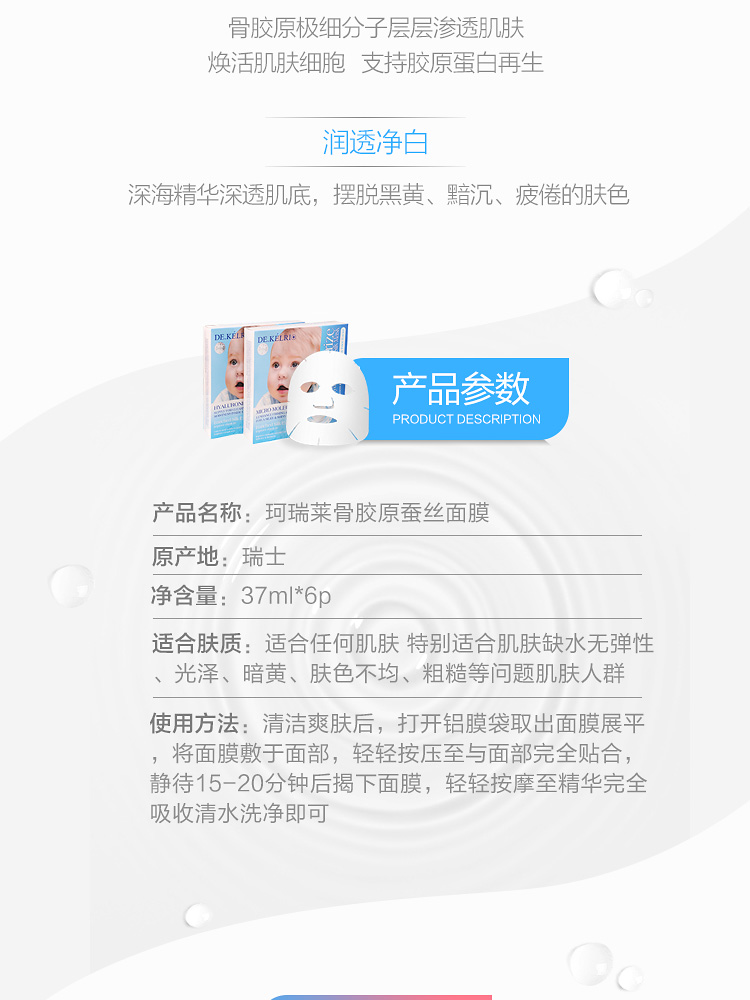 骨胶原极细分子层层渗透肌肤
焕活肌肤细胞 支持胶原蛋白再生
润透净白
深海精华深透肌底，摆脱黑黄、黯沉、疲倦的肤色
DE.KELRI
DE.KELRI
HYALURON
MICRO MOLE
产品参数
PRODUCT DESCRIPTION
产品名称：珂瑞莱骨胶原蚕丝面膜
原产地：瑞士
净含量：37ml*6p
适合肤质：适合任何肌肤 特别适合肌肤缺水无弹性
、光泽、暗黄、肤色不均、粗糙等问题肌肤人群
使用方法：清洁爽肤后，打开铝膜袋取出面膜展平
，将面膜敷于面部，轻轻按压至与面部完全贴合，
静待15-20分钟后揭下面膜，轻轻按摩至精华完全
吸收清水洗净即可